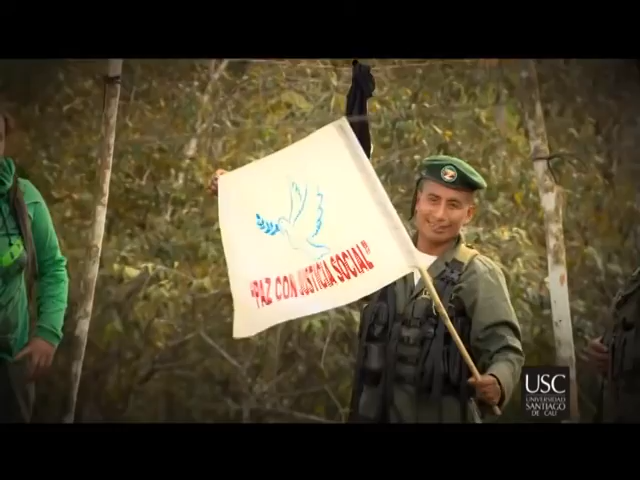 "PAZ CON JUSTICIA SOCIAL"
USC
UNIVERSIDAD
SANTIAGO
DE CALI